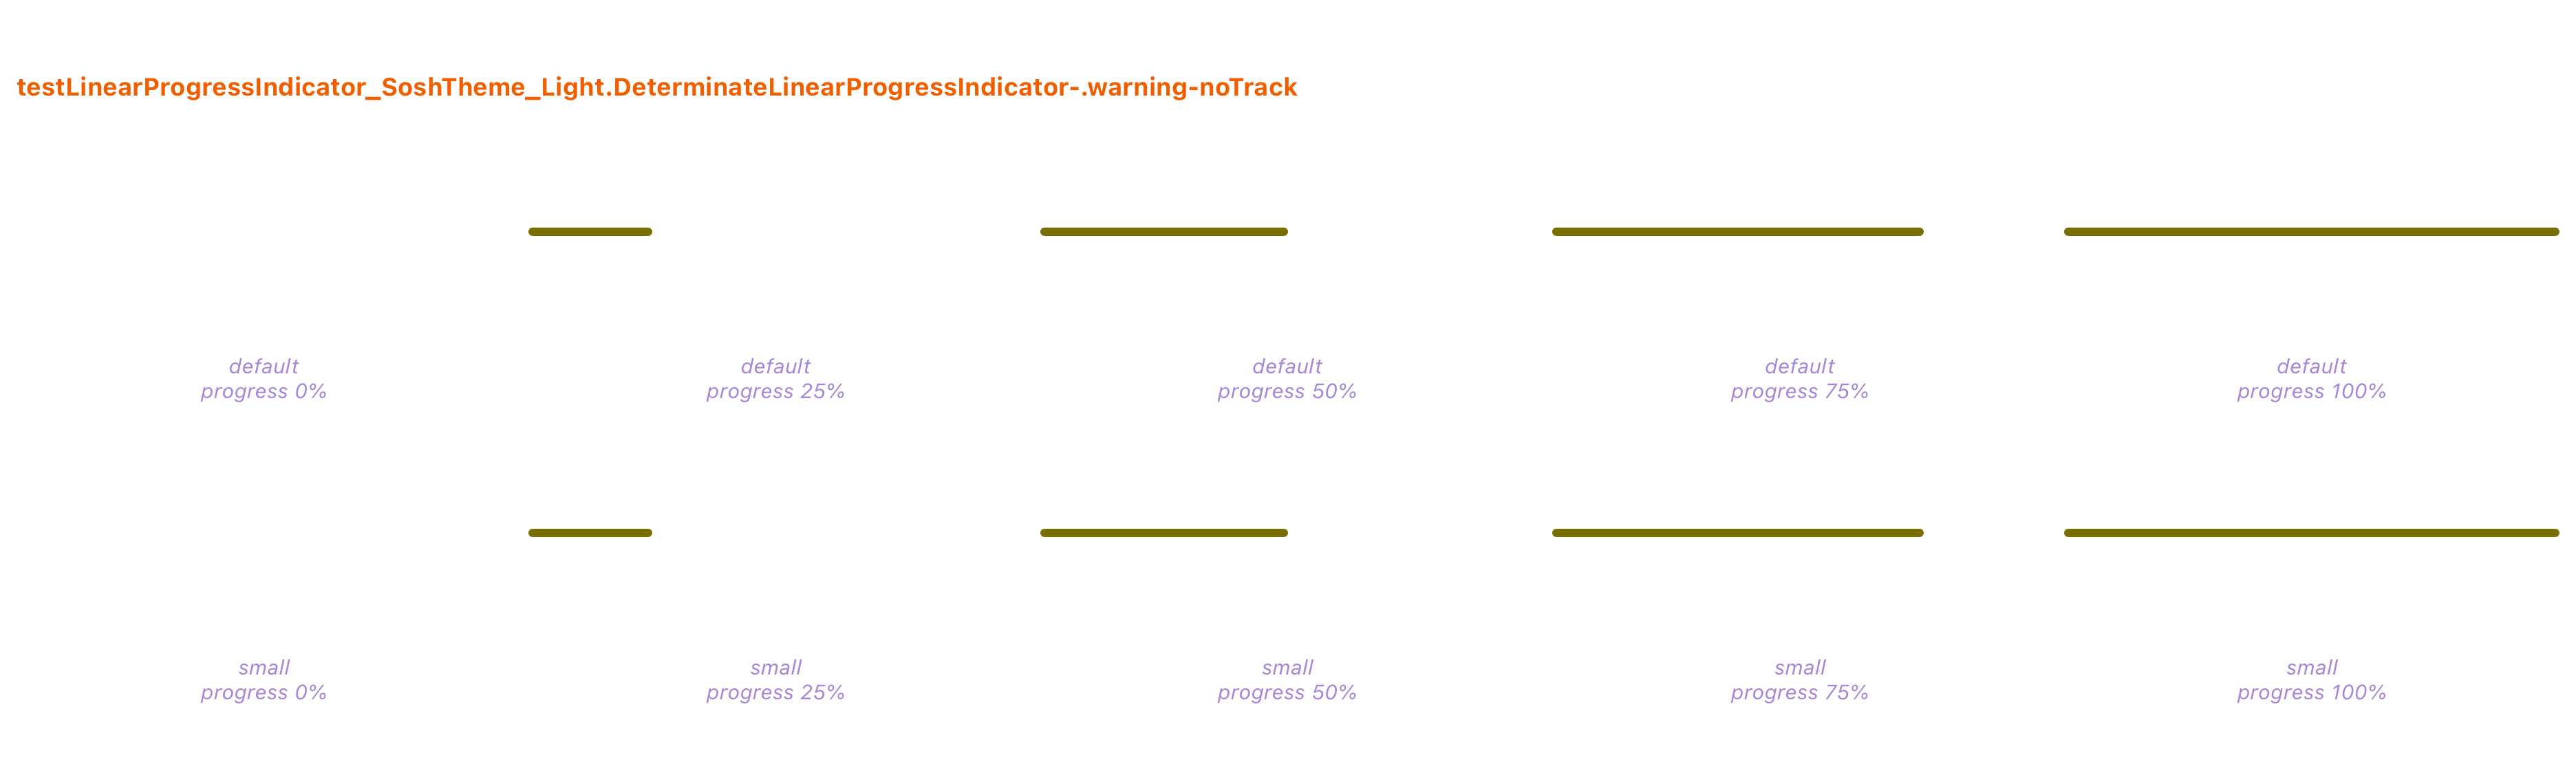 testLinearProgressIndicator_SoshTheme_Light.DeterminateLinearProgressIndicator-.warning-noTrack
default
progress 0%
default
progress 25%
default
progress 50%
default
progress 75%
default
progress 100%
small
progress 0%
small
progress 25%
small
progress 50%
small
progress 75%
small
progress 100%